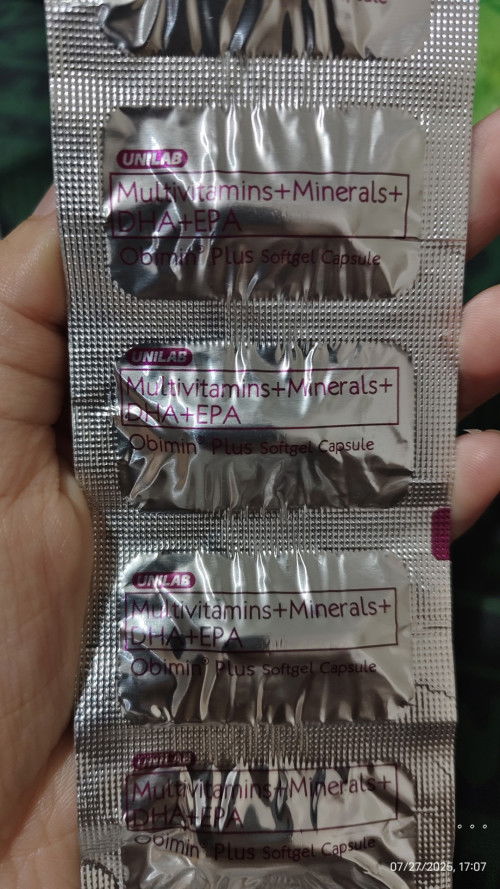 psule
UNILAB
Multivitamins+Minerals+
DHA+EPA
Obimin® Plus Softgel Capsule
UNILAB
Multivitamins+Minerals+
DHA+EPA
Obimin® Plus Softgel Capsule
UNILAB
Multivitamins+Minerals+
DHA+EPA
Obimin® Plus Softgel Capsule
UNILAB
Multivitamins+Minerals+
DHA+EPA
Obimin® Plus Softgel Capsule
07/27/2025, 17:07